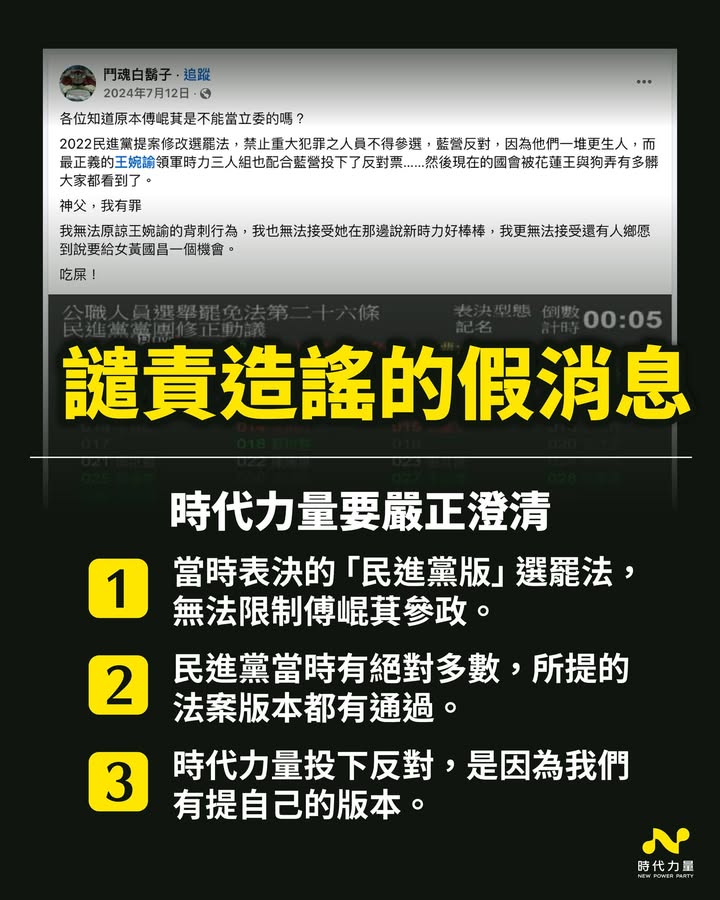 鬥魂白鬍子 · 追蹤
2024年7月12日 ·
各位知道原本傅崐萁是不能當立委的嗎？
2022民進黨提案修改選罷法，禁止重大犯罪之人員不得參選，藍營反對，因為他們一堆更生人，而
最正義的王婉諭領軍時力三人組也配合藍營投下了反對票……然後現在的國會被花蓮王與狗弄有多髒
大家都看到了。
神父，我有罪
我無法原諒王婉諭的背刺行為，我也無法接受她在那邊說新時力好棒棒，我更無法接受還有人鄉愿
到說要給女黃國昌一個機會。
吃屎！
公職人員選舉罷免法第二十六條
民進黨黨團修正動議
表決型態 倒數
記名 計時 00:05
譴責造謠的假消息
時代力量要嚴正澄清
1 當時表決的「民進黨版」選罷法，
無法限制傅崐萁參政。
2 民進黨當時有絕對多數，所提的
法案版本都有通過。
3 時代力量投下反對，是因為我們
有提自己的版本。
時代力量
NEW POWER PARTY